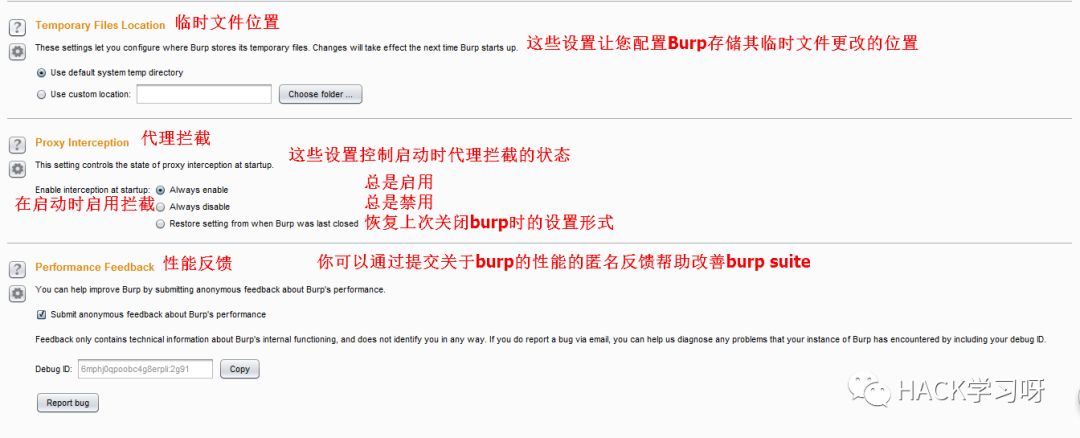 Temporary Files Location 临时文件位置
These settings let you configure where Burp stores its temporary files. Changes will take effect the next time Burp starts up. 这些设置让您配置Burp存储其临时文件更改的位置
Use default system temp directory
Use custom location: Choose folder ...
Proxy Interception 代理拦截
This setting controls the state of proxy interception at startup. 这些设置控制启动时代理拦截的状态
Enable interception at startup: Always enable 总是启用
在启动时启用拦截 Always disable 总是禁用
Restore setting from when Burp was last closed 恢复上次关闭burp时的设置形式
Performance Feedback 性能反馈 你可以通过提交关于burp的性能的匿名反馈帮助改善burp suite
You can help improve Burp by submitting anonymous feedback about Burp's performance.
Submit anonymous feedback about Burp's performance
Feedback only contains technical information about Burp's internal functioning, and does not identify you in any way. If you do report a bug via email, you can help us diagnose any problems that your instance of Burp has encountered by including your debug ID.
Debug ID: Copy
HACK学习呀
Report bug